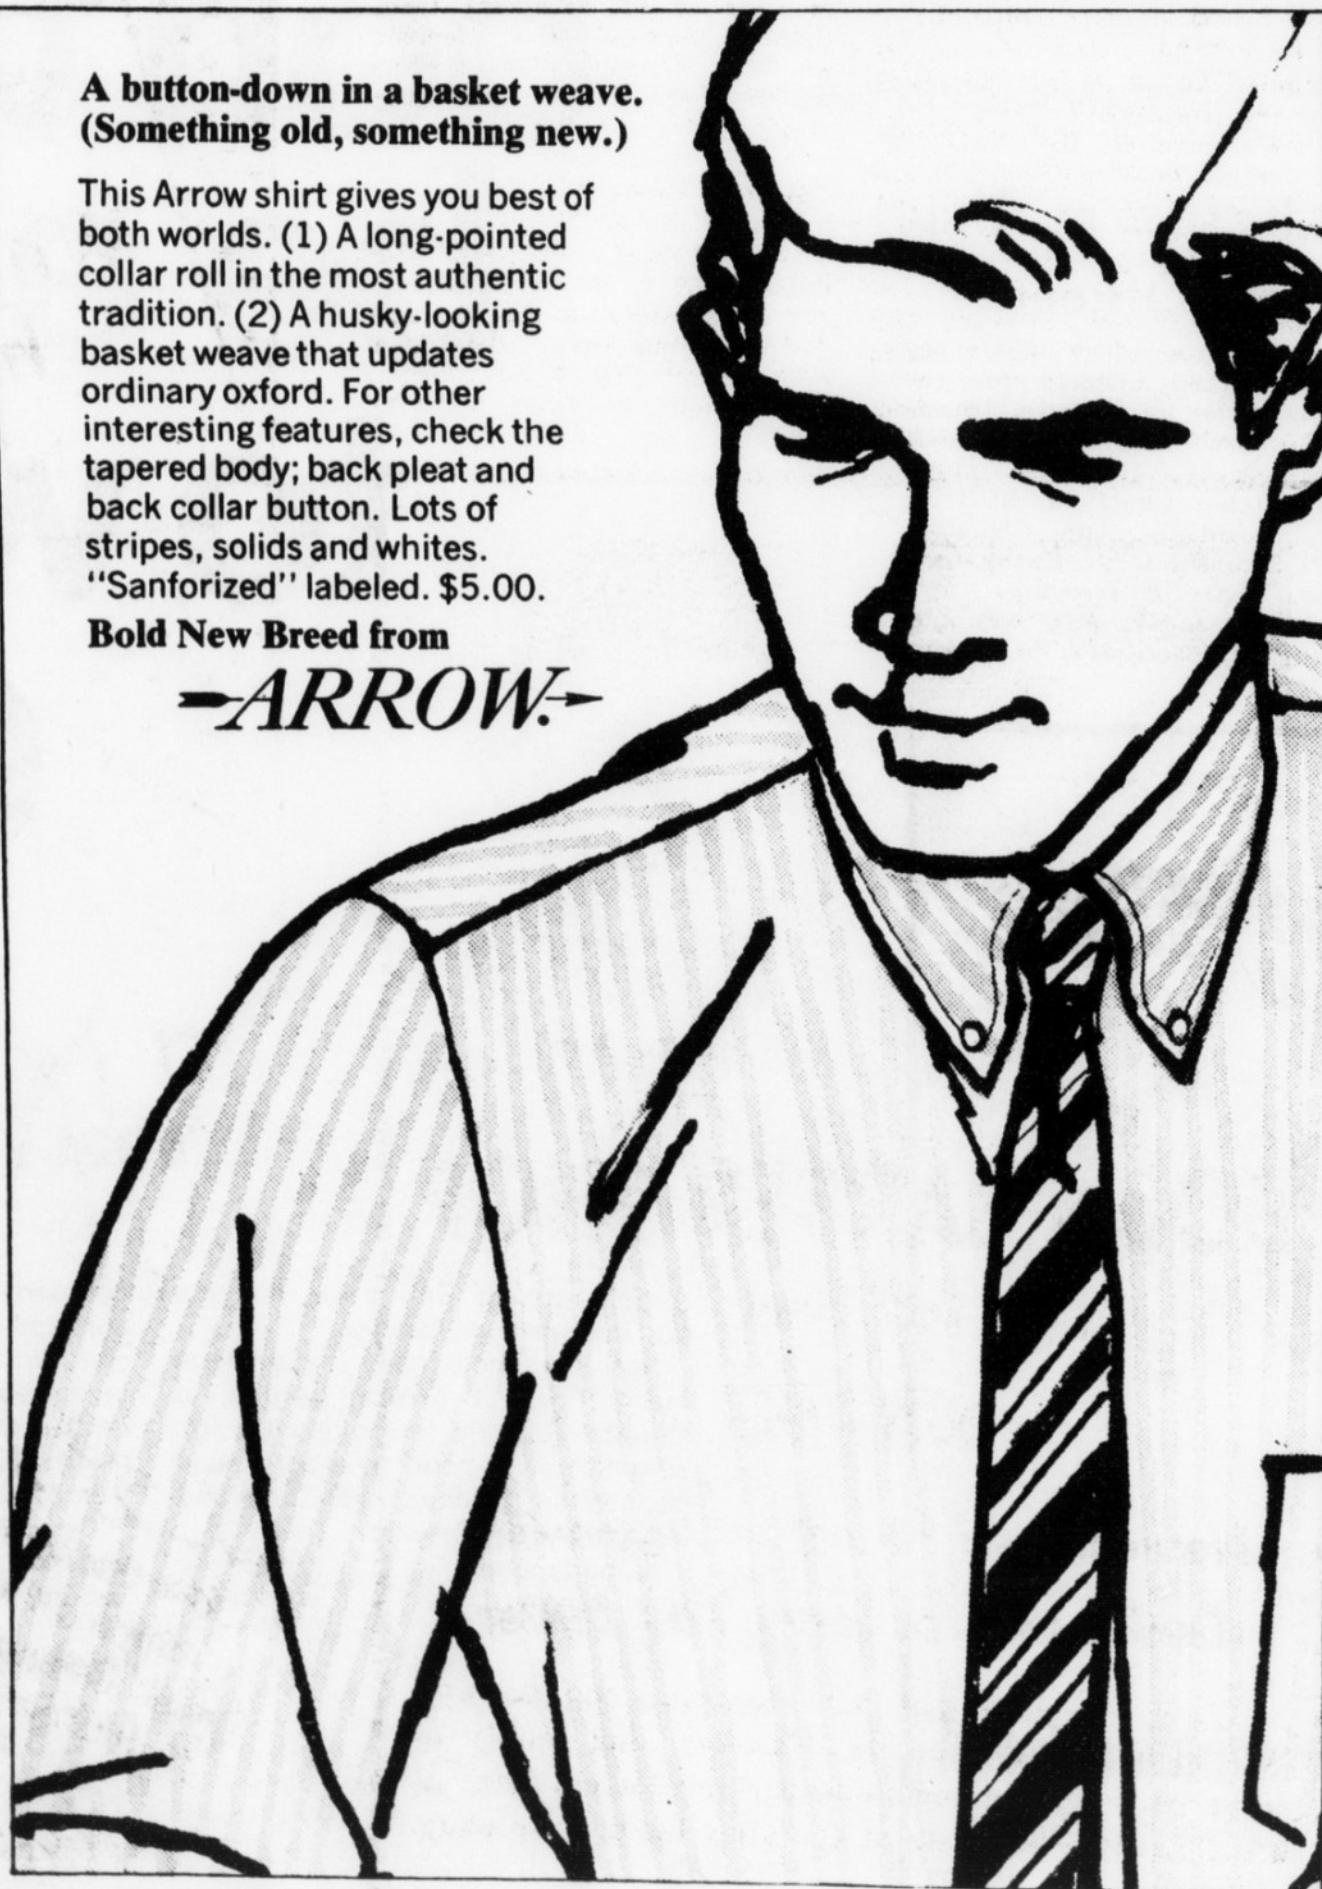 A button-down in a basket weave.
(Something old, something new.)
This Arrow shirt gives you best of
both worlds. (1) A long-pointed
collar roll in the most authentic
tradition. (2) A husky-looking
basket weave that updates
ordinary oxford. For other
interesting features, check the
tapered body; back pleat and
back collar button. Lots of
stripes, solids and whites.
"Sanforized" labeled. $5.00.
Bold New Breed from
ARROW.